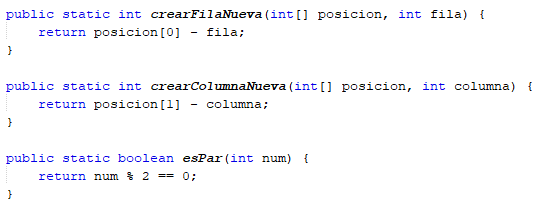 public static int crearFilaNueva(int[] posicion, int fila) {
    return posicion[0] - fila;
}

public static int crearColumnaNueva(int[] posicion, int columna) {
    return posicion[1] - columna;
}

public static boolean esPar(int num) {
    return num % 2 == 0;
}